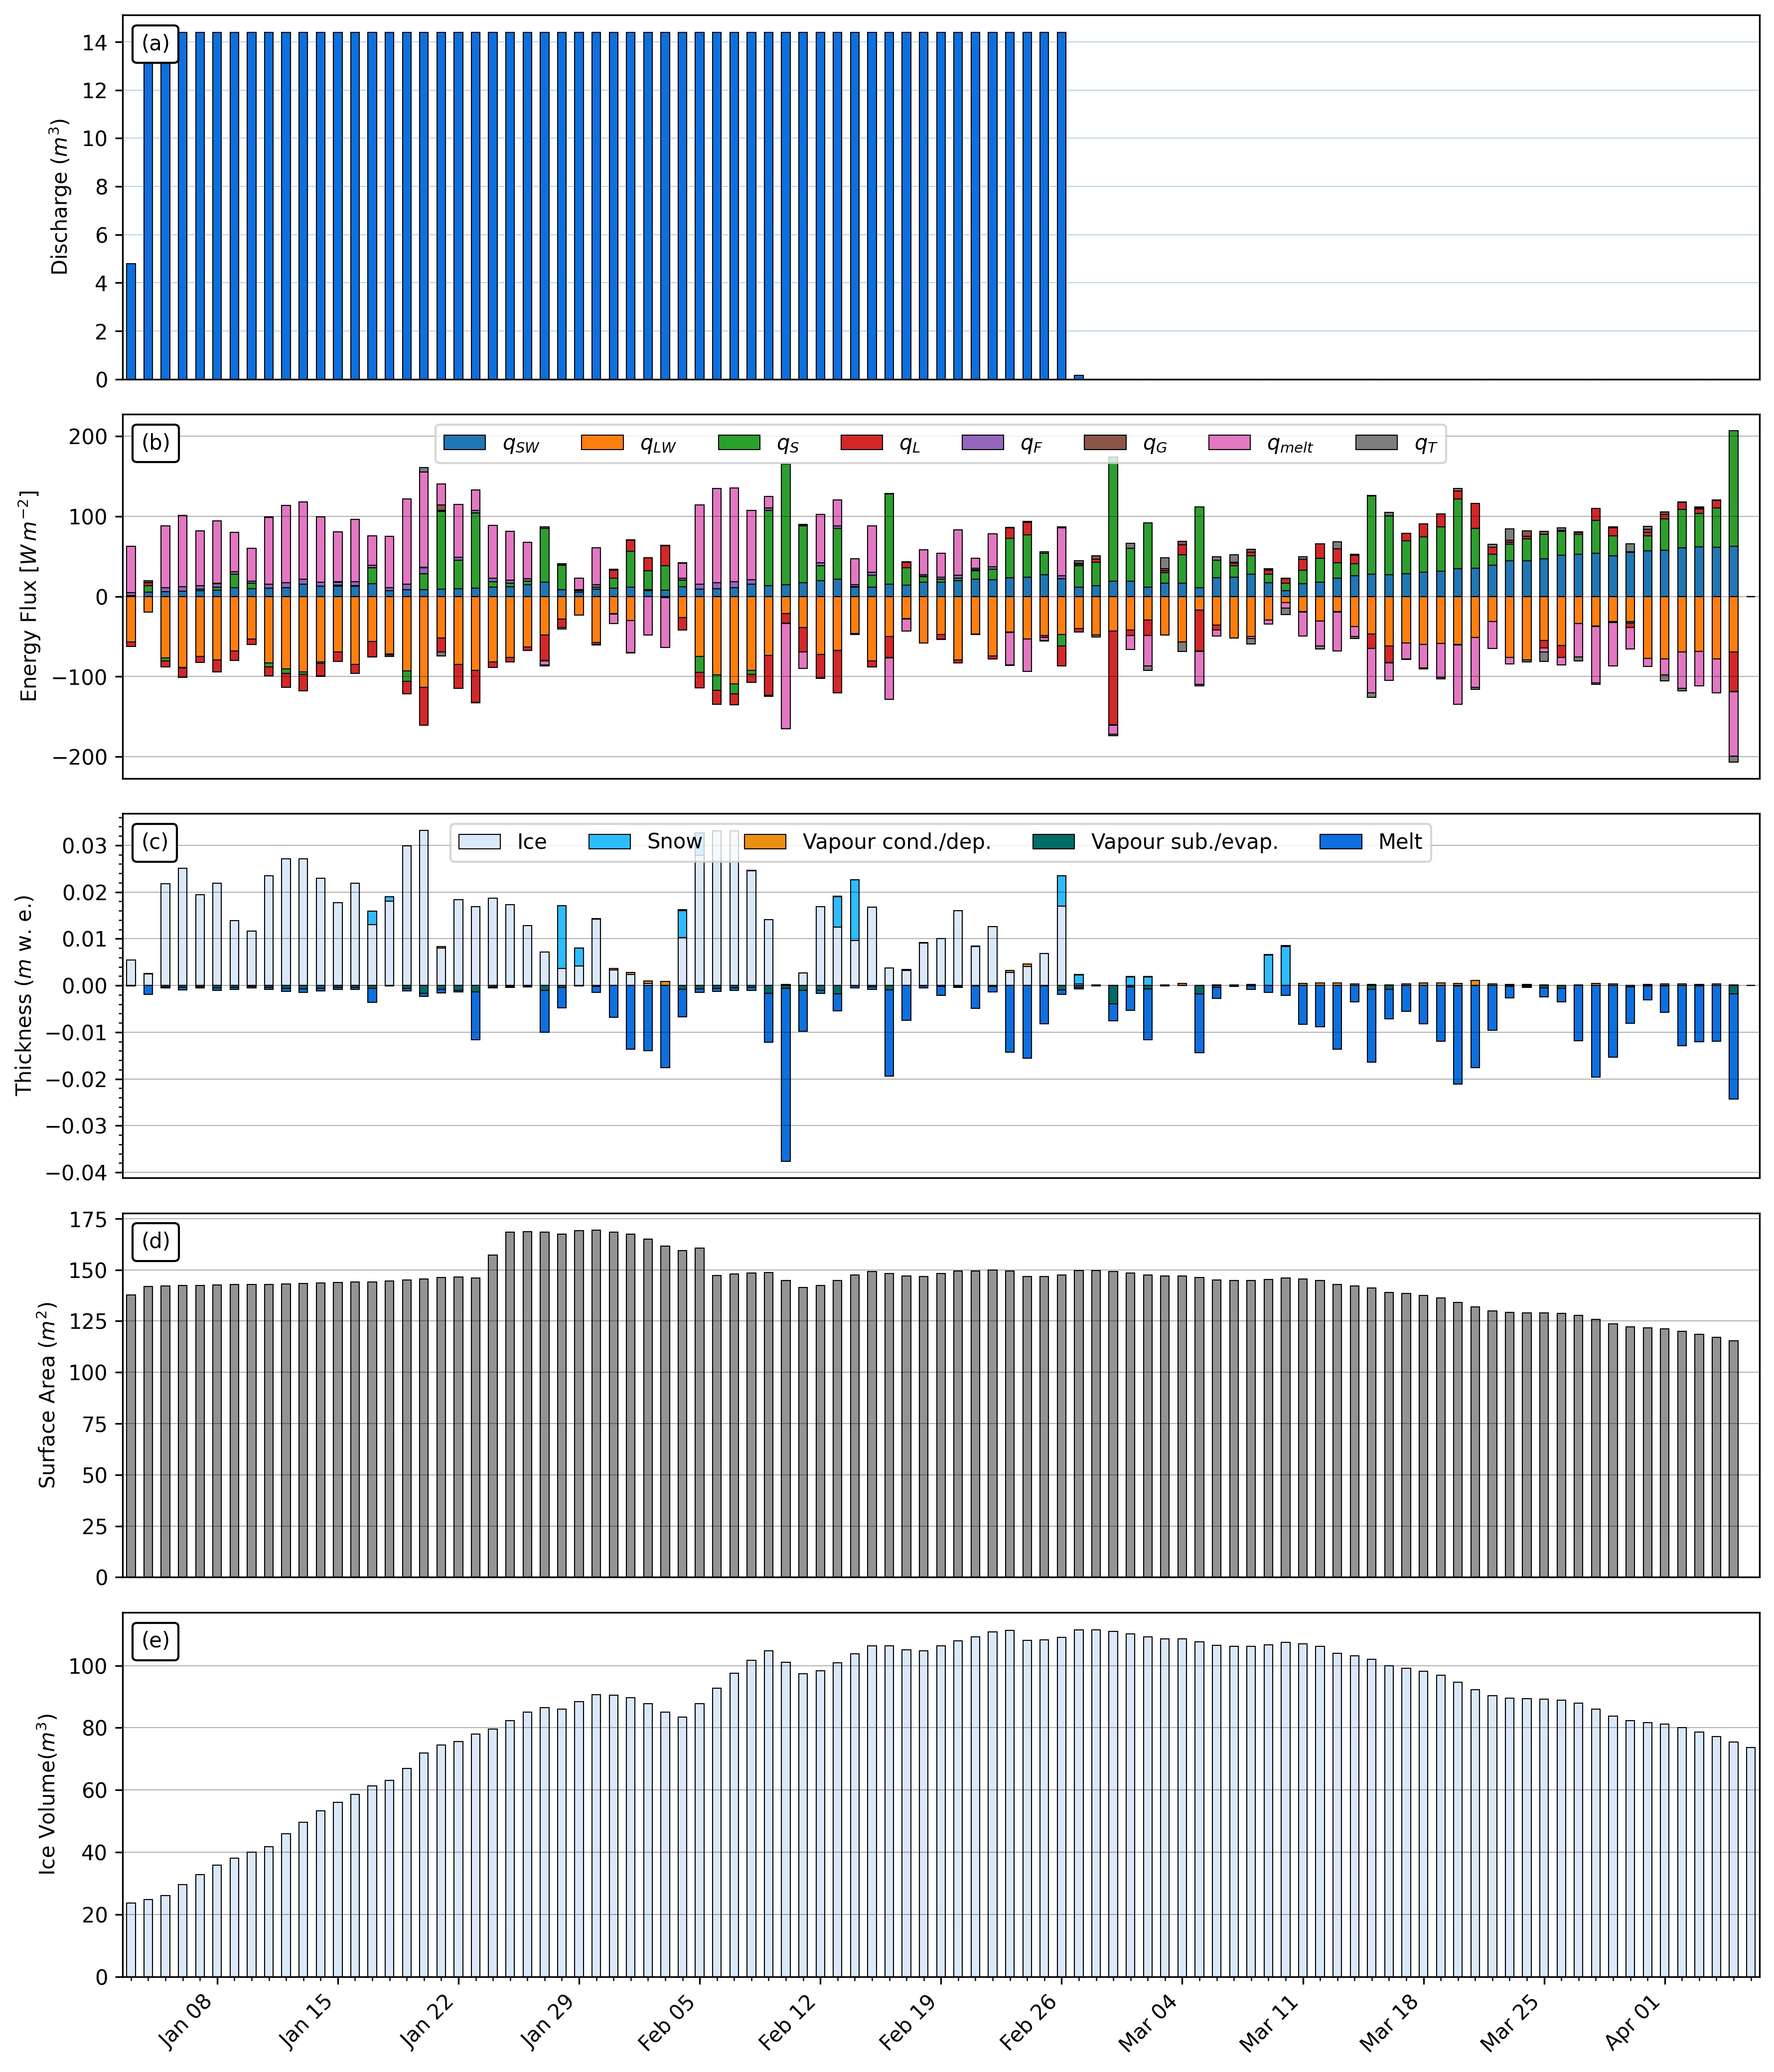 (a)
14
12
10
8
6
4
2
0
Discharge (m³)
(b)
q_SW q_LW q_S q_L q_F q_G q_melt q_T
200
100
0
−100
−200
Energy Flux [W m⁻²]
(c)
Ice Snow Vapour cond./dep. Vapour sub./evap. Melt
0.03
0.02
0.01
0.00
−0.01
−0.02
−0.03
−0.04
Thickness (m w. e.)
(d)
175
150
125
100
75
50
25
0
Surface Area (m²)
(e)
100
80
60
40
20
0
Ice Volume(m³)
Jan 08 Jan 15 Jan 22 Jan 29 Feb 05 Feb 12 Feb 19 Feb 26 Mar 04 Mar 11 Mar 18 Mar 25 Apr 01